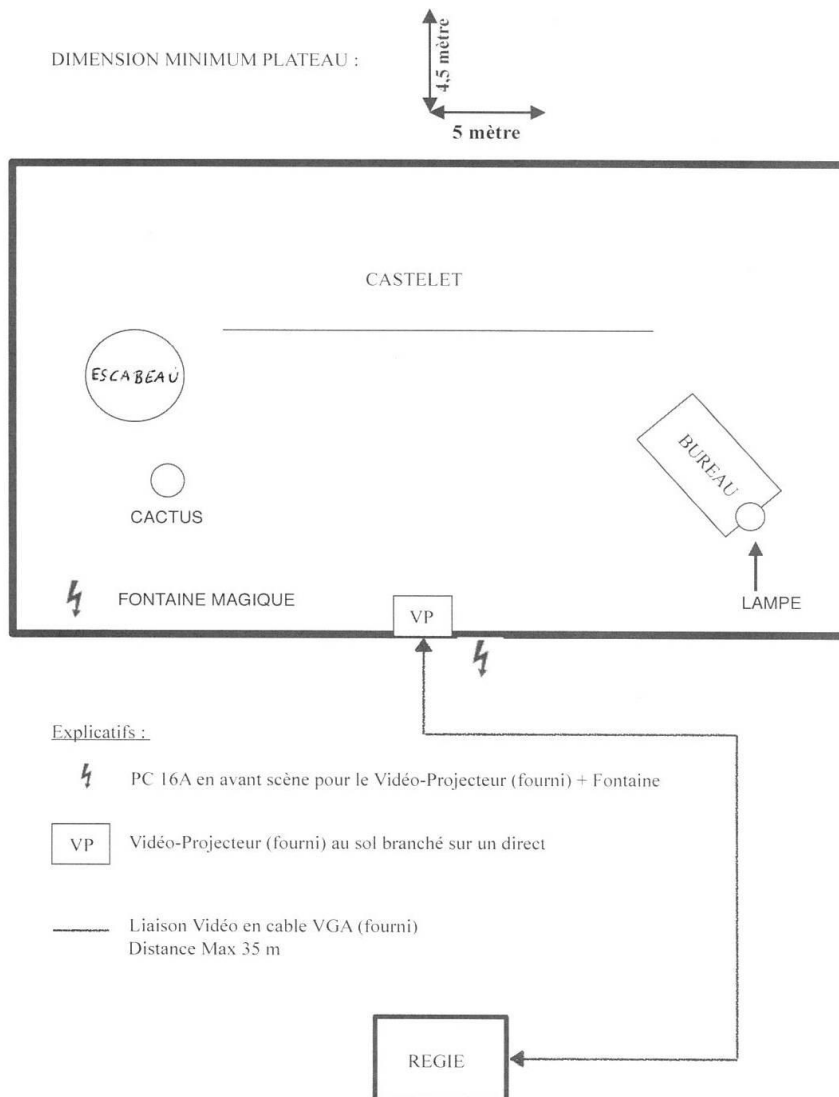 DIMENSION MINIMUM PLATEAU :
4,5 mètre
5 mètre
CASTELET
ESCABEAU
BUREAU
CACTUS
FONTAINE MAGIQUE
VP
LAMPE
Explicatifs :
PC 16A en avant scène pour le Vidéo-Projecteur (fourni) + Fontaine
VP
Vidéo-Projecteur (fourni) au sol branché sur un direct
Liaison Vidéo en cable VGA (fourni)
Distance Max 35 m
REGIE